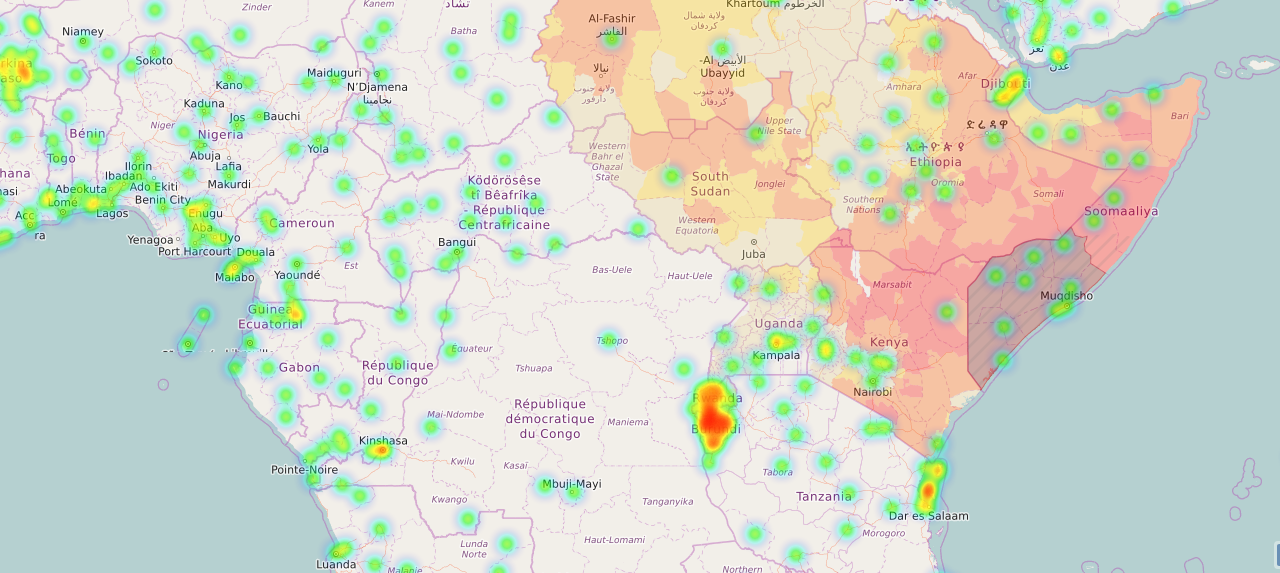 تشاد
Zinder
Kanem
Khartoum الخرطوم
Al-Fashir
الفاشر
ولاية شمال
كردفان
Niamey
Batha
Sokoto
Maiduguri
Kano
N'Djamena
نجامينا
نيالا
ولاية جنوب
دارفور
Al- الأبيض
Ubayyid
ولاية جنوب
كردفان
Amhara
Afar
Djibouti
تعز
عدن
Kaduna
Jos
Bauchi
Niger
Nigeria
Bénin
Togo
Yola
Abuja
Upper
Nile State
ድሬዳዋ
ኢትዮጵያ
Ethiopia
Bari
Ilorin
Ibadan
Lafia
Makurdi
Ado Ekiti
Abeokuta
Lomé
Lagos
Benin City
Enugu
Aba
Uyo
Port Harcourt
Yenagoa
Douala
Malabo
Yaoundé
Cameroun
Est
Western
Bahr el
Ghazal
State
South
Sudan
Jonglei
Oromia
Somali
Southern
Nations
Soomaaliya
Ködörösêse
tî Bêafrîka
- République
Centrafricaine
Western
Equatoria
Bangui
Juba
Bas-Uele
Haut-Uele
Marsabit
Muqdisho
Guinea
Ecuatorial
Uganda
Kampala
Kenya
Nairobi
Tshopo
Équateur
Gabon
République
du Congo
Tshuapa
Rwanda
Burundi
Mai-Ndombe
République
démocratique
du Congo
Maniema
Kinshasa
Pointe-Noire
Kwilu
Kasaï
Tabora
Mbuji-Mayi
Kwango
Tanganyika
Tanzania
Dar es Salaam
Morogoro
Lunda
Norte
Haut-Lomami
Luanda
Malanje
Northern